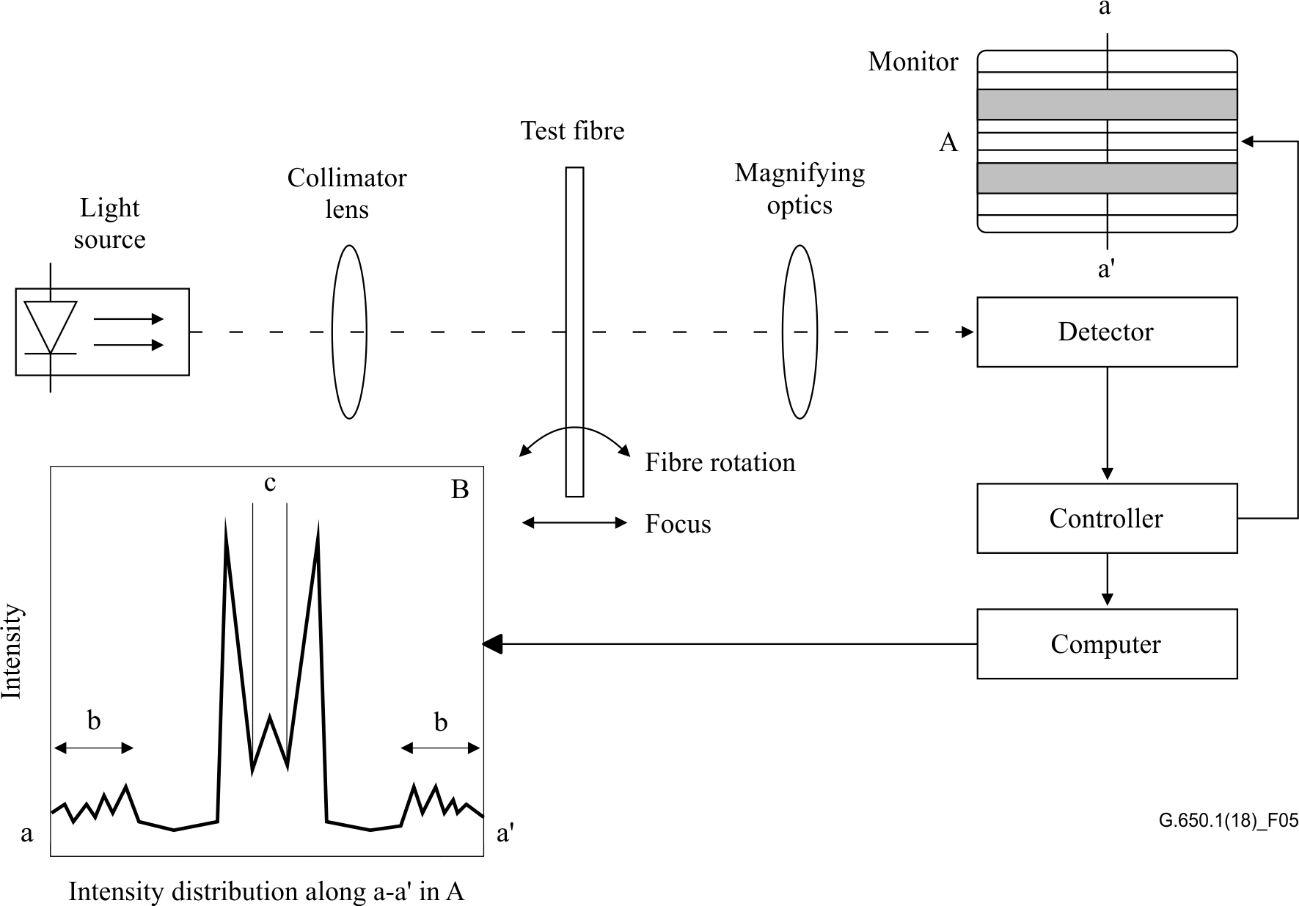 a
Monitor
A
a'
Test fibre
Collimator
lens
Magnifying
optics
Light
source
Detector
Fibre rotation
Focus
Controller
Computer
c
B
Intensity
b
b
a
a'
Intensity distribution along a-a' in A
G.650.1(18)_F05